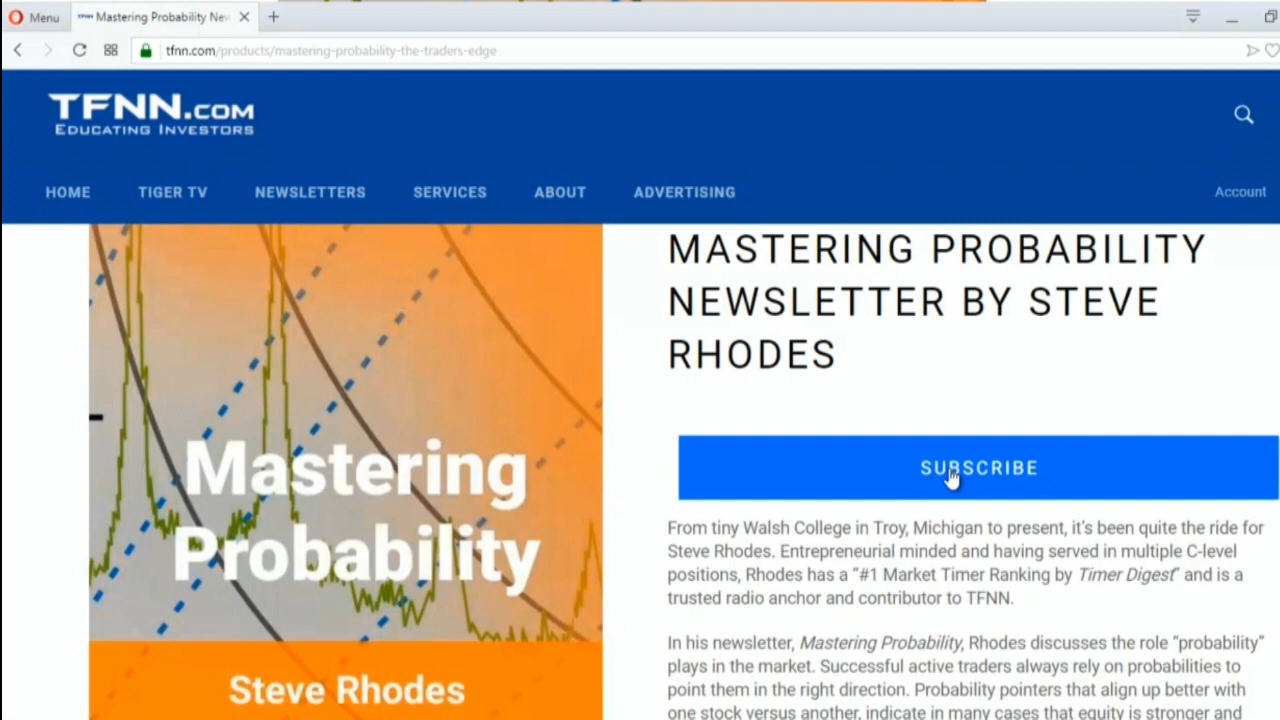 Menu
Mastering Probability New
tfnn.com/products/mastering-probability-the-traders-edge
TFNN.COM
EDUCATING INVESTORS
HOME TIGER TV NEWSLETTERS SERVICES ABOUT ADVERTISING Account
Mastering
Probability
Steve Rhodes
MASTERING PROBABILITY
NEWSLETTER BY STEVE
RHODES
SUBSCRIBE
From tiny Walsh College in Troy, Michigan to present, it's been quite the ride for
Steve Rhodes. Entrepreneurial minded and having served in multiple C-level
positions, Rhodes has a “#1 Market Timer Ranking by Timer Digest” and is a
trusted radio anchor and contributor to TFNN.
In his newsletter, Mastering Probability, Rhodes discusses the role “probability”
plays in the market. Successful active traders always rely on probabilities to
point them in the right direction. Probability pointers that align up better with
one stock versus another, indicate in many cases that equity is stronger and